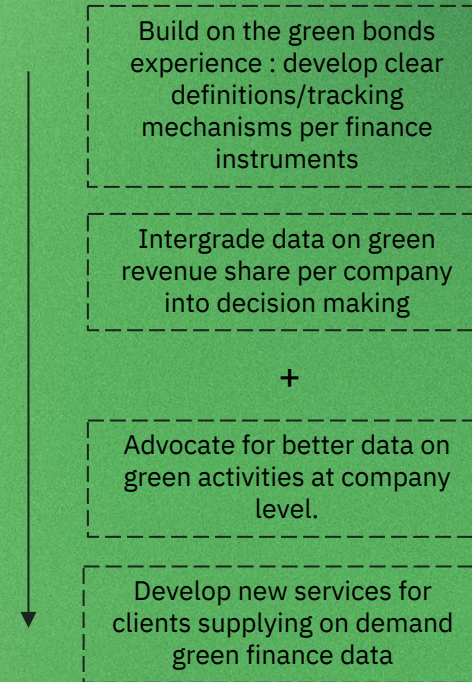 Build on the green bonds
experience : develop clear
definitions/tracking
mechanisms per finance
instruments
Intergrade data on green
revenue share per company
into decision making
+
Advocate for better data on
green activities at company
level.
Develop new services for
clients supplying on demand
green finance data